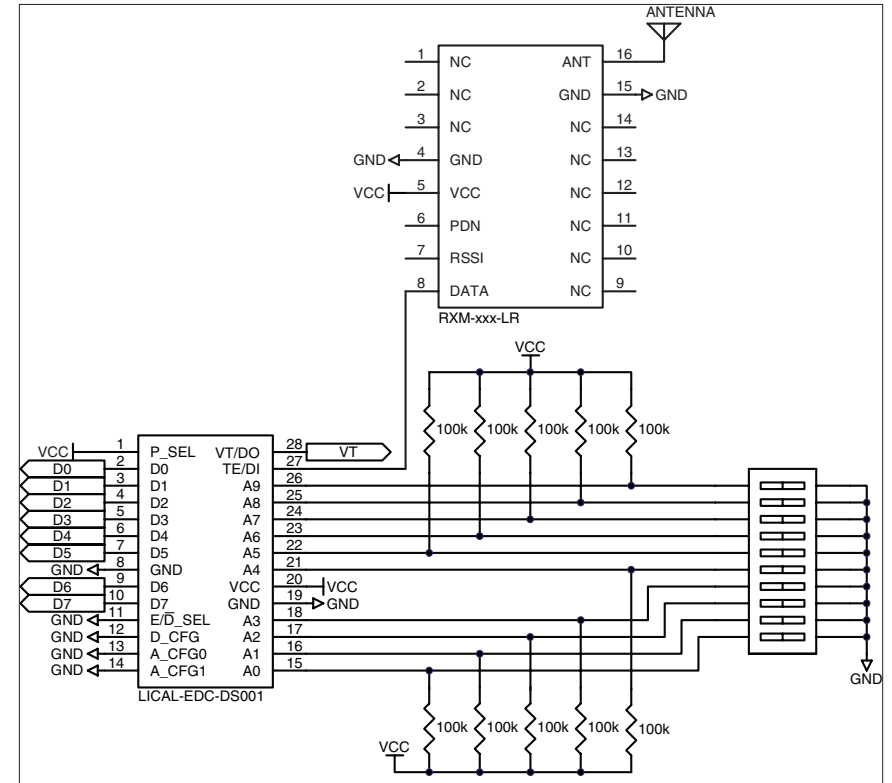 ANTENNA
1 NC ANT 16
2 NC GND 15 GND
3 NC NC 14
GND 4 GND NC 13
VCC 5 VCC NC 12
6 PDN NC 11
7 RSSI NC 10
8 DATA NC 9
RXM-xxx-LR
VCC
100k 100k 100k 100k 100k
VCC 1 P_SEL VT/DO 28 VT
D0 2 D0 TE/DI 27
D1 3 D1 A9 26
D2 4 D2 A8 25
D3 5 D3 A7 24
D4 6 D4 A6 23
D5 7 D5 A5 22
GND 8 GND A4 21
D6 9 D6 VCC 20 VCC
D7 10 D7 GND 19 GND
GND 11 E/D̅_SEL A3 18
GND 12 D_CFG A2 17
GND 13 A_CFG0 A1 16
GND 14 A_CFG1 A0 15
GND
LICAL-EDC-DS001
100k 100k 100k 100k 100k
VCC